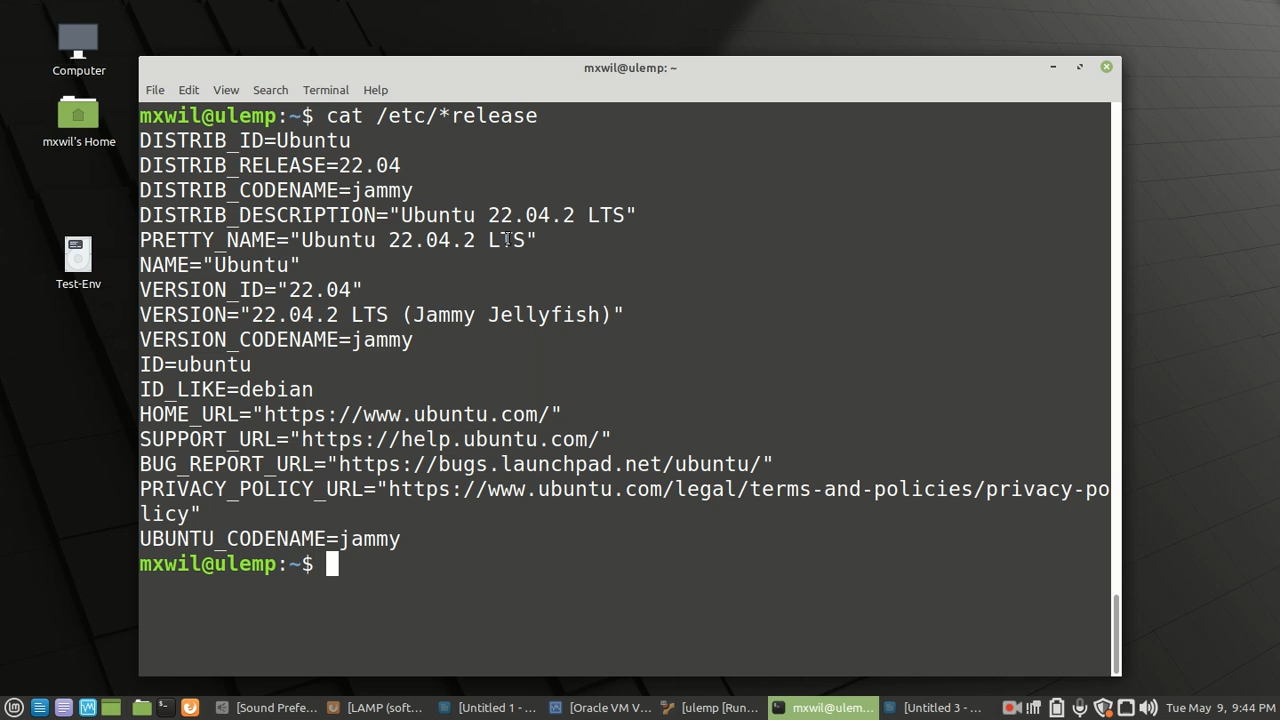 Computer
mxwil's Home
Test-Env
mxwil@ulemp: ~
File Edit View Search Terminal Help
mxwil@ulemp:~$ cat /etc/*release
DISTRIB_ID=Ubuntu
DISTRIB_RELEASE=22.04
DISTRIB_CODENAME=jammy
DISTRIB_DESCRIPTION="Ubuntu 22.04.2 LTS"
PRETTY_NAME="Ubuntu 22.04.2 LTS"
NAME="Ubuntu"
VERSION_ID="22.04"
VERSION="22.04.2 LTS (Jammy Jellyfish)"
VERSION_CODENAME=jammy
ID=ubuntu
ID_LIKE=debian
HOME_URL="https://www.ubuntu.com/"
SUPPORT_URL="https://help.ubuntu.com/"
BUG_REPORT_URL="https://bugs.launchpad.net/ubuntu/"
PRIVACY_POLICY_URL="https://www.ubuntu.com/legal/terms-and-policies/privacy-po
licy"
UBUNTU_CODENAME=jammy
mxwil@ulemp:~$
[Sound Prefe... [LAMP (soft... [Untitled 1 - ... [Oracle VM V... [ulemp [Run... mxwil@ulem... [Untitled 3 - ... Tue May 9, 9:44 PM